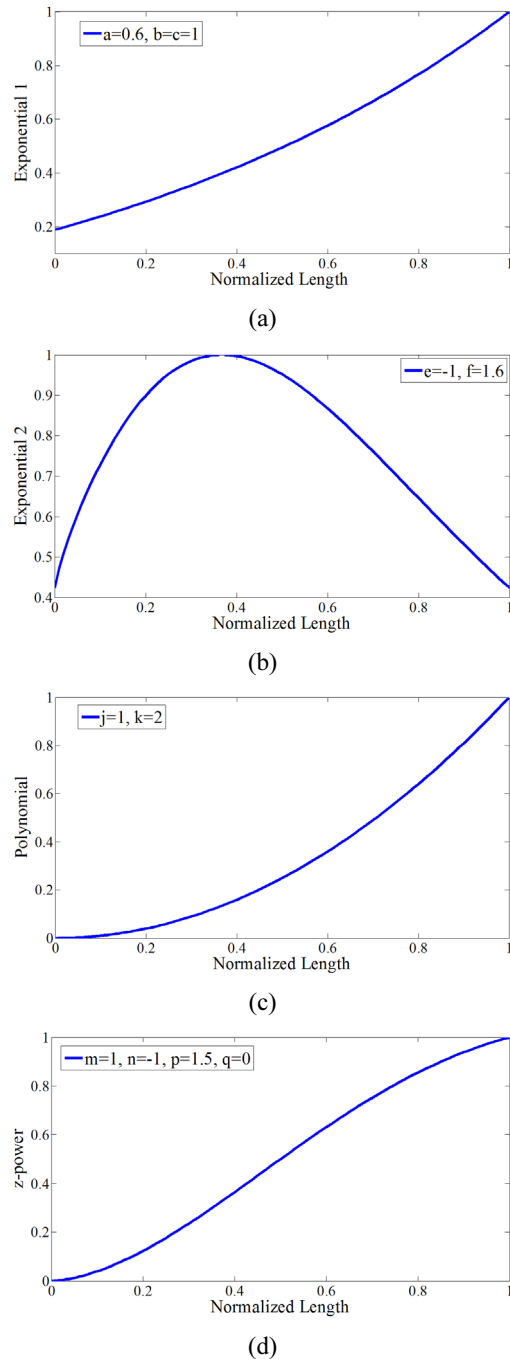 a=0.6, b=c=1
1
0.8
0.6
0.4
0.2
Exponential 1
0 0.2 0.4 0.6 0.8 1
Normalized Length
(a)
e=-1, f=1.6
1
0.9
0.8
0.7
0.6
0.5
0.4
Exponential 2
0 0.2 0.4 0.6 0.8 1
Normalized Length
(b)
j=1, k=2
1
0.8
0.6
0.4
0.2
0
Polynomial
0 0.2 0.4 0.6 0.8 1
Normalized Length
(c)
m=1, n=-1, p=1.5, q=0
1
0.8
0.6
0.4
0.2
0
z-power
0 0.2 0.4 0.6 0.8 1
Normalized Length
(d)